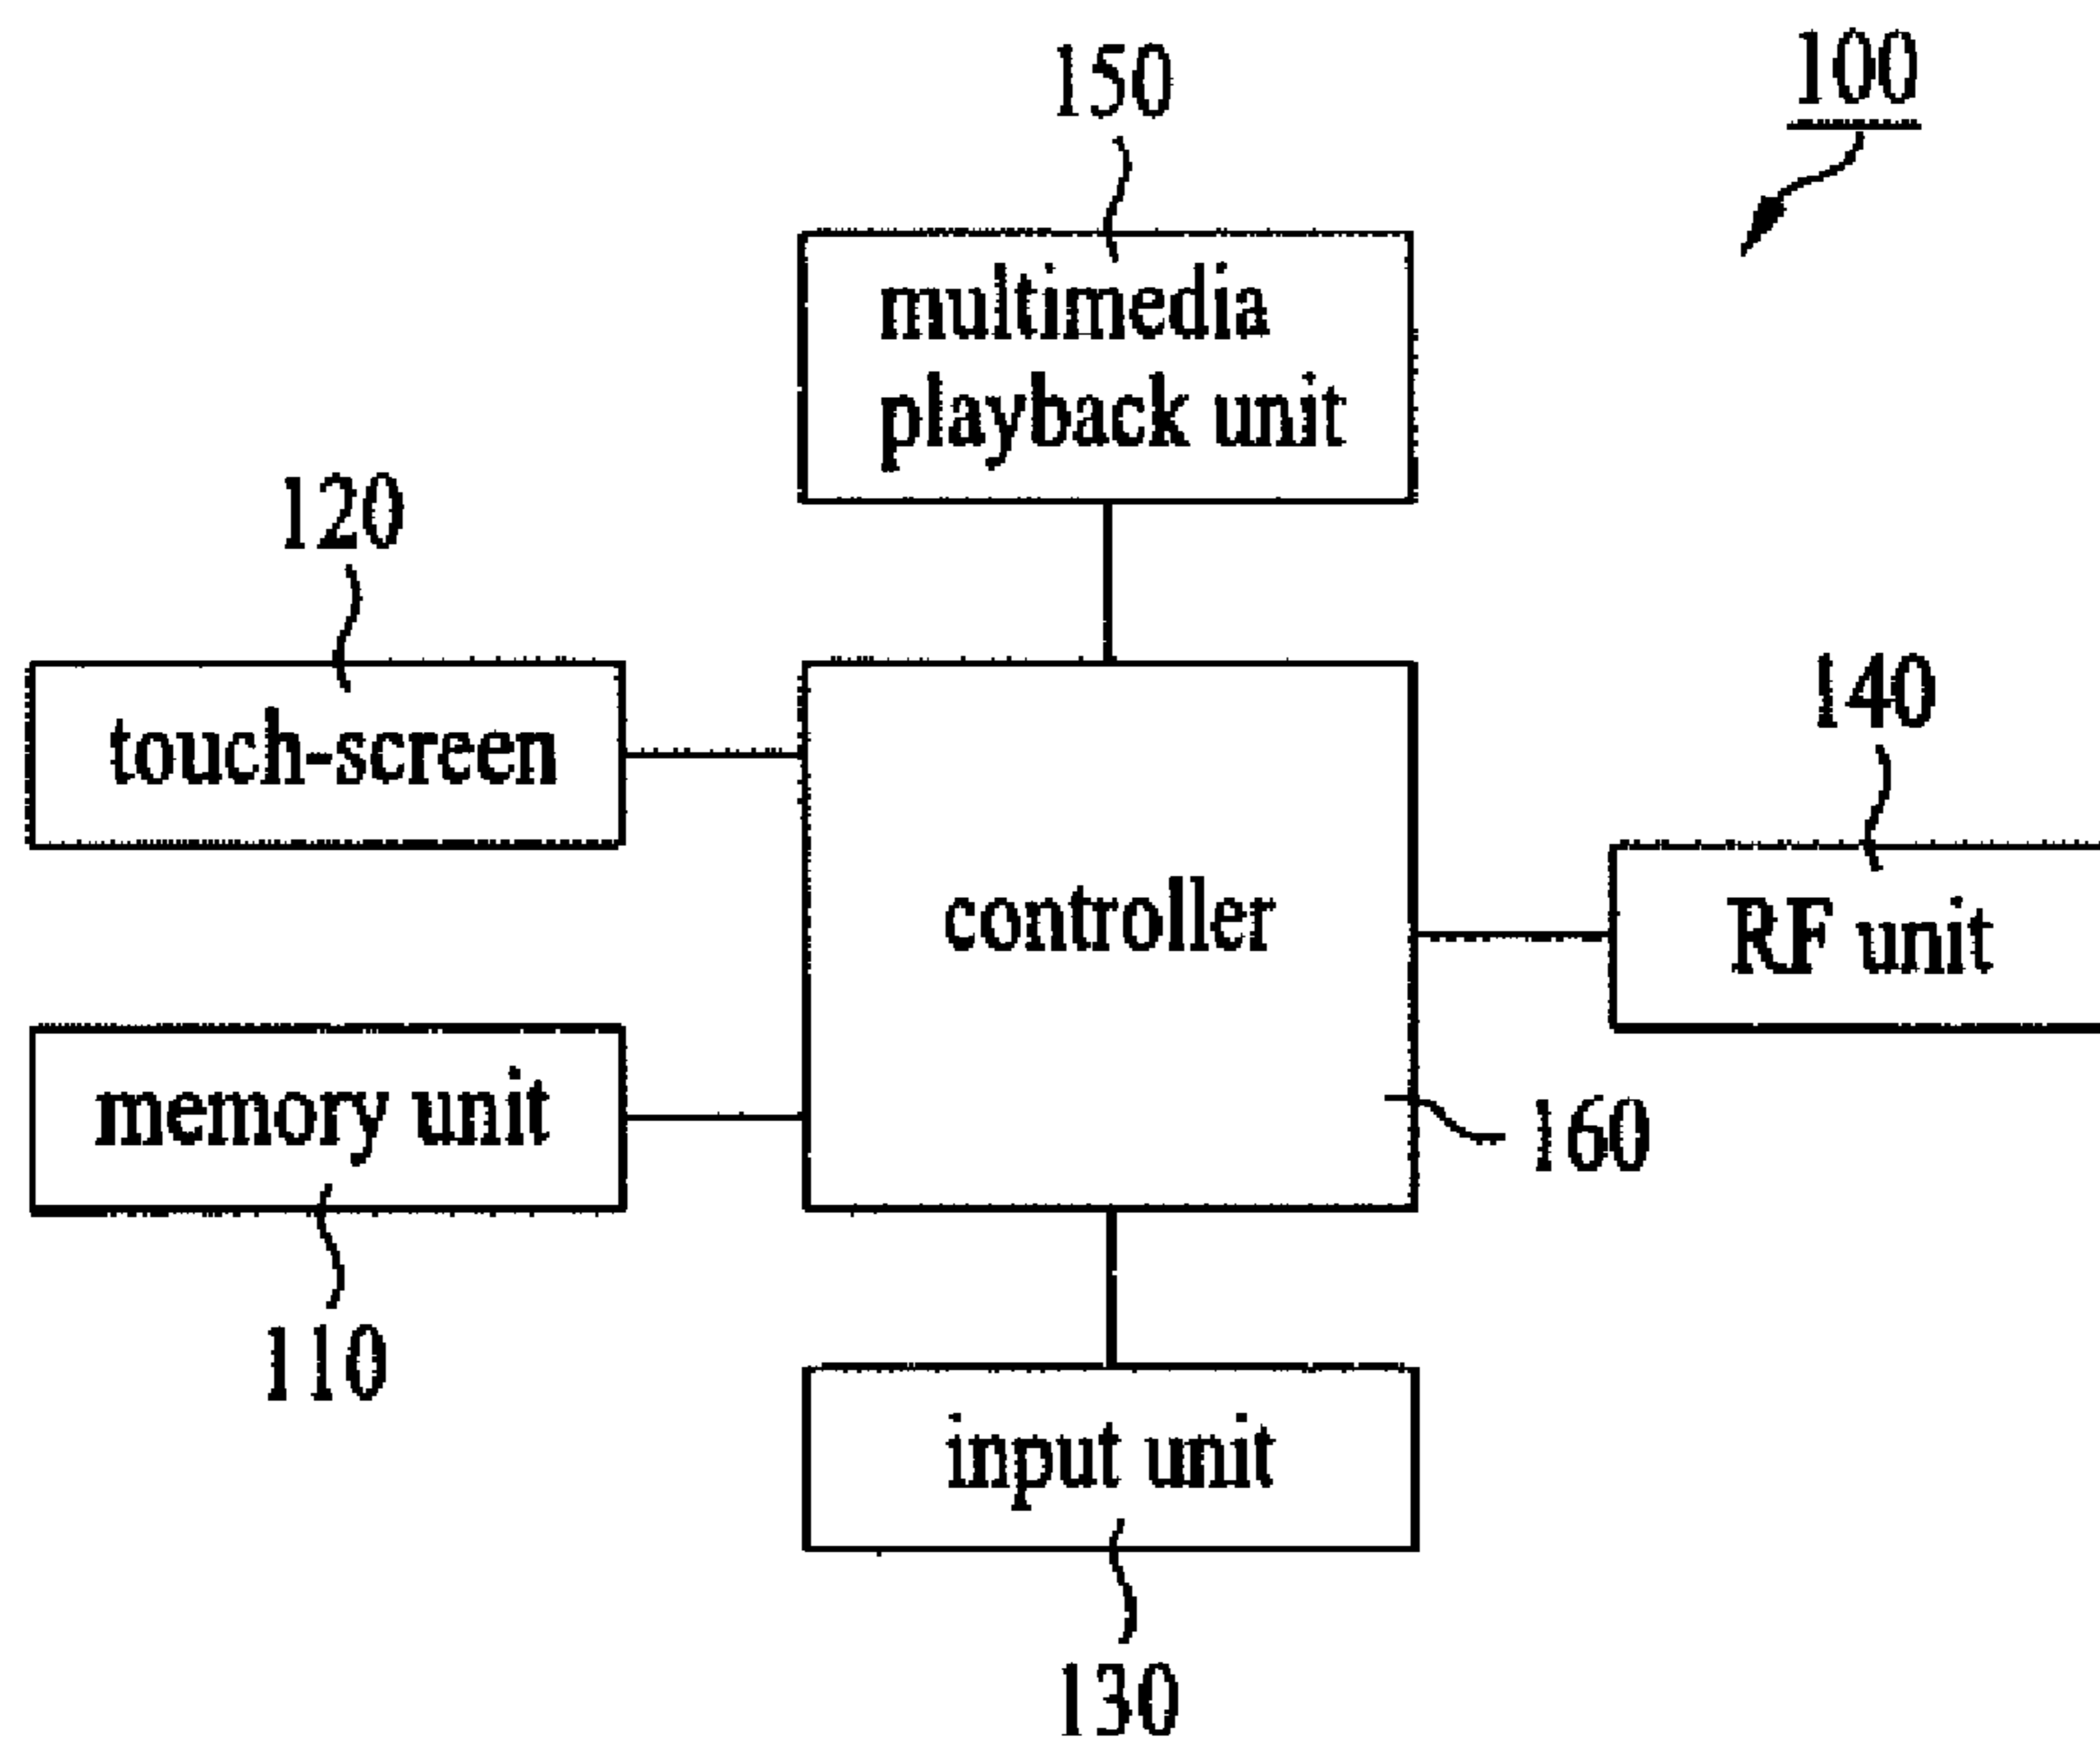 150
100
multimedia
playback unit
120
touch-screen
140
controller
RF unit
memory unit
160
110
input unit
130